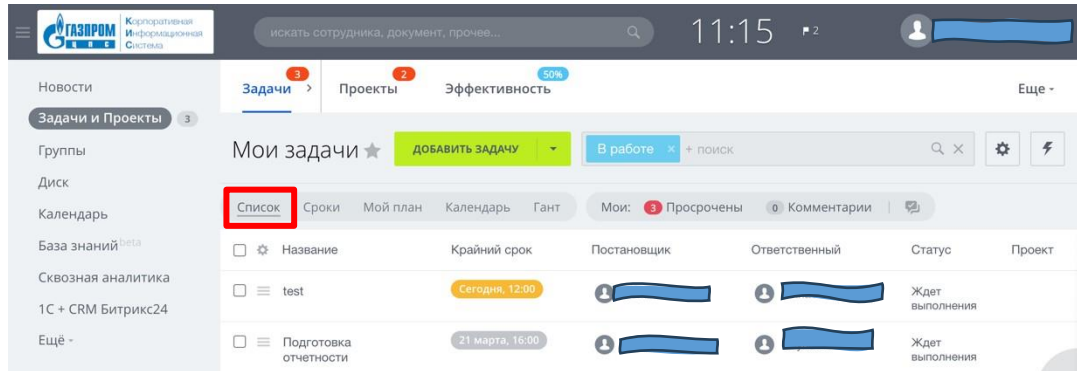 ГАЗПРОМ
ЦПС
Корпоративная
Информационная
Система
искать сотрудника, документ, прочее...
11:15
2
Новости
Задачи и Проекты 3
Группы
Диск
Календарь
База знаний beta
Сквозная аналитика
1С + CRM Битрикс24
Ещё
Задачи 3 Проекты 2 Эффективность 50% Еще
Мои задачи ДОБАВИТЬ ЗАДАЧУ В работе × + поиск
Список Сроки Мой план Календарь Гант Мои: 3 Просрочены 0 Комментарии
Название Крайний срок Постановщик Ответственный Статус Проект
test Сегодня, 12:00 Ждет
выполнения
Подготовка 21 марта, 16:00 Ждет
отчетности выполнения